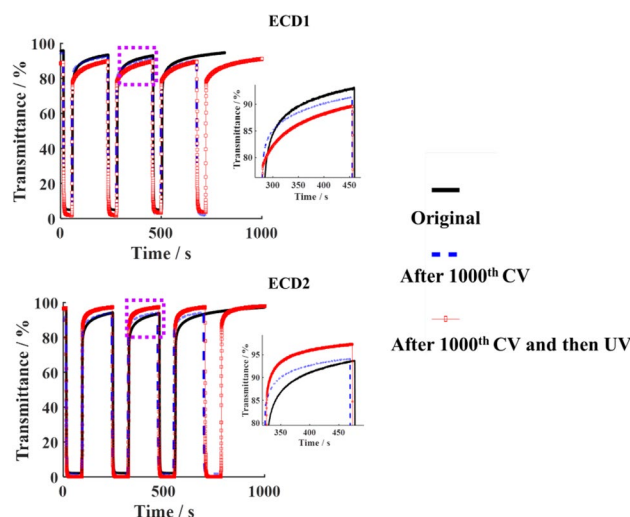 ECD1
Transmittance / %
100
80
60
40
20
0
0
500
1000
Time / s
Transmittance / %
90
85
80
300
350
400
450
Time / s
Original
After 1000th CV
After 1000th CV and then UV
ECD2
Transmittance / %
100
80
60
40
20
0
0
500
1000
Time / s
Transmittance / %
95
90
85
80
350
400
450
Time / s